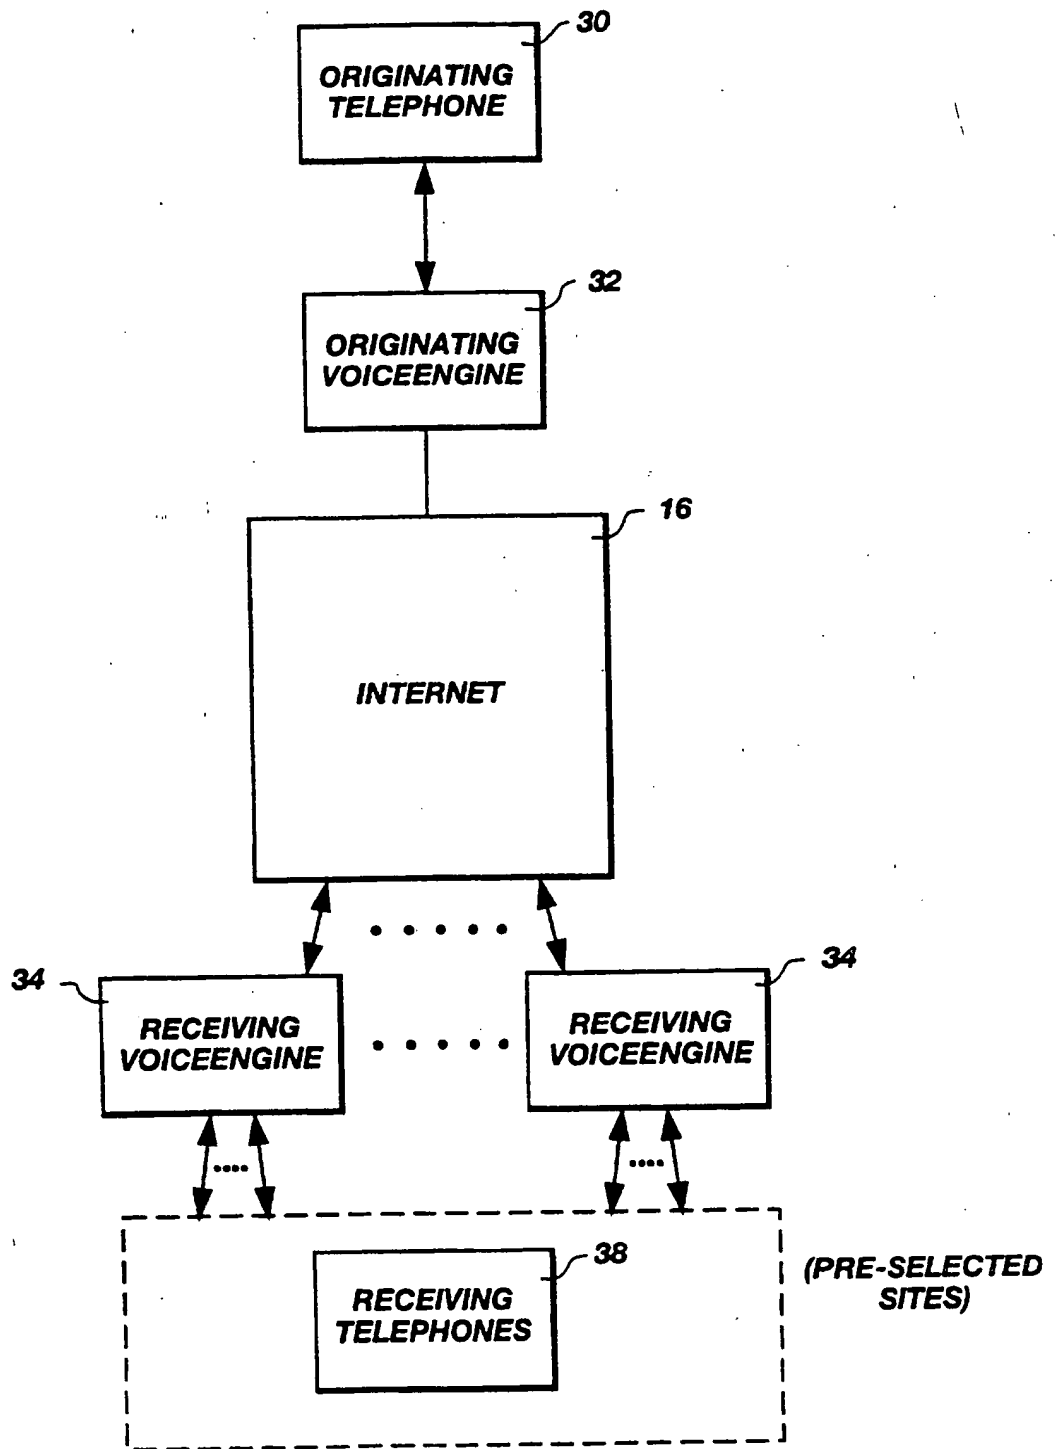 30
ORIGINATING
TELEPHONE
32
ORIGINATING
VOICEENGINE
16
INTERNET
34
RECEIVING
VOICEENGINE
34
RECEIVING
VOICEENGINE
38
RECEIVING
TELEPHONES
(PRE-SELECTED
SITES)